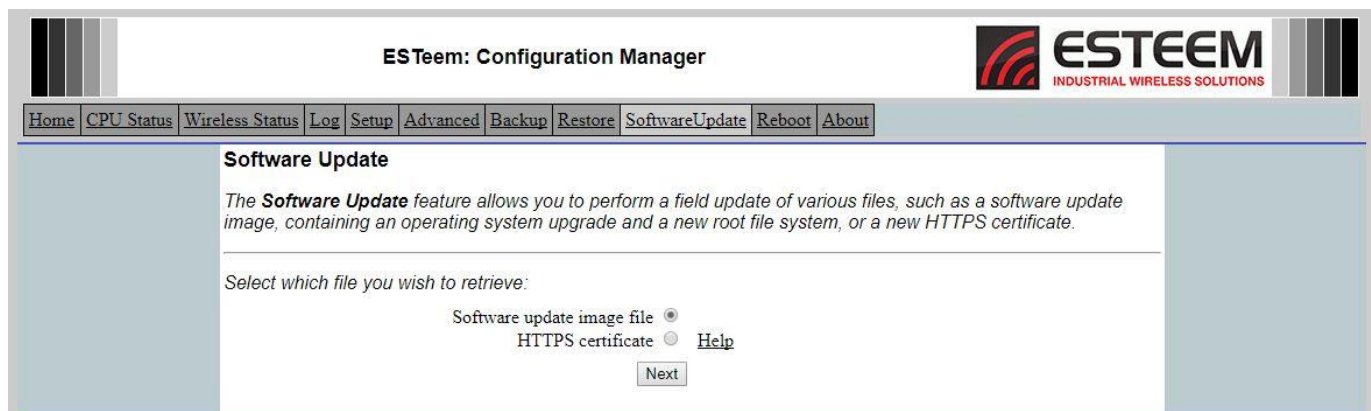 ESTeem: Configuration Manager
ESTEEM
INDUSTRIAL WIRELESS SOLUTIONS
Home CPU Status Wireless Status Log Setup Advanced Backup Restore SoftwareUpdate Reboot About
Software Update
The Software Update feature allows you to perform a field update of various files, such as a software update
image, containing an operating system upgrade and a new root file system, or a new HTTPS certificate.
Select which file you wish to retrieve:
Software update image file
HTTPS certificate Help
Next